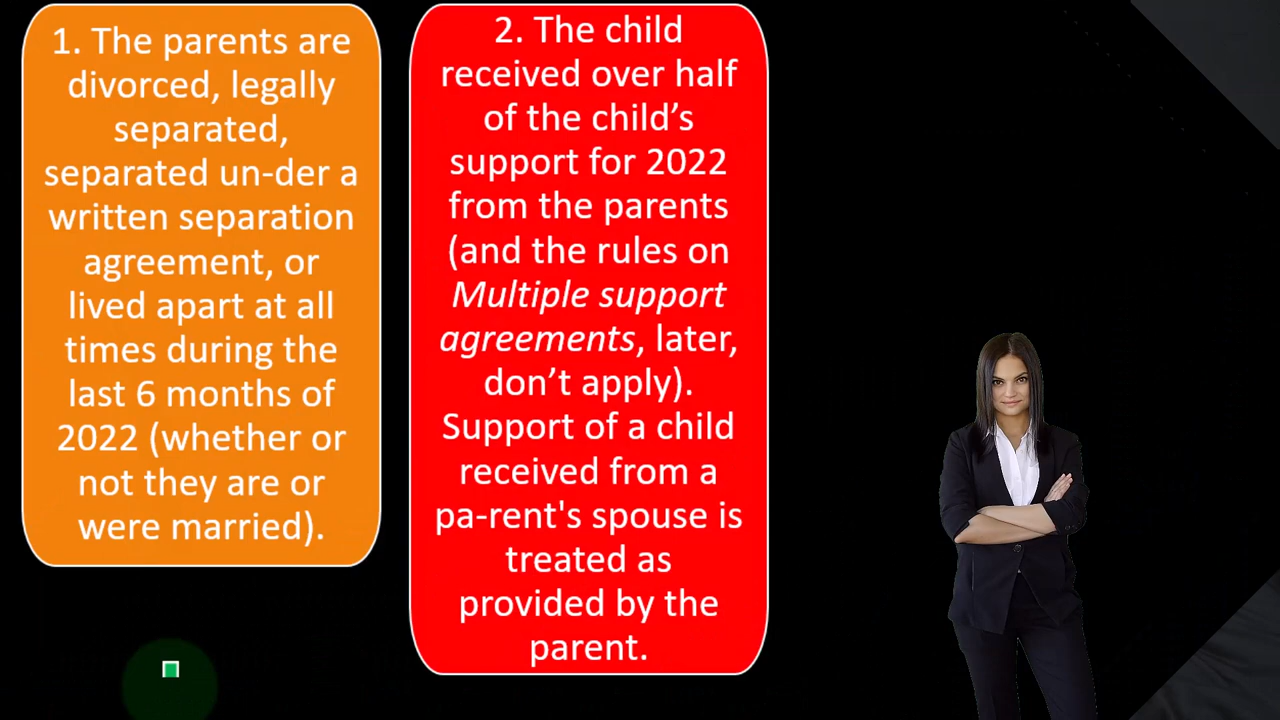 1. The parents are
divorced, legally
separated,
separated un-der a
written separation
agreement, or
lived apart at all
times during the
last 6 months of
2022 (whether or
not they are or
were married).
2. The child
received over half
of the child’s
support for 2022
from the parents
(and the rules on
Multiple support
agreements, later,
don’t apply).
Support of a child
received from a
pa-rent's spouse is
treated as
provided by the
parent.